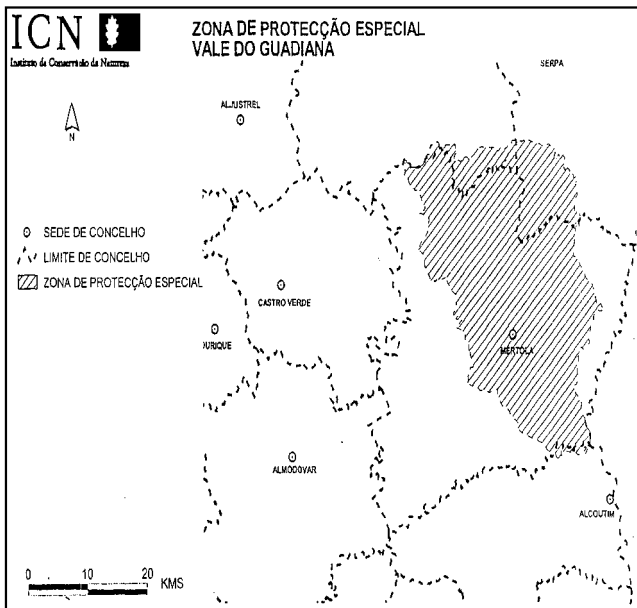 ICN
Instituto da Conservação da Natureza
ZONA DE PROTECÇÃO ESPECIAL
VALE DO GUADIANA
SERPA
ALJUSTREL
N
SEDE DE CONCELHO
LIMITE DE CONCELHO
ZONA DE PROTECÇÃO ESPECIAL
CASTRO VERDE
OURIQUE
MÉRTOLA
ALMODOVAR
ALCOUTIM
0 10 20 KMS